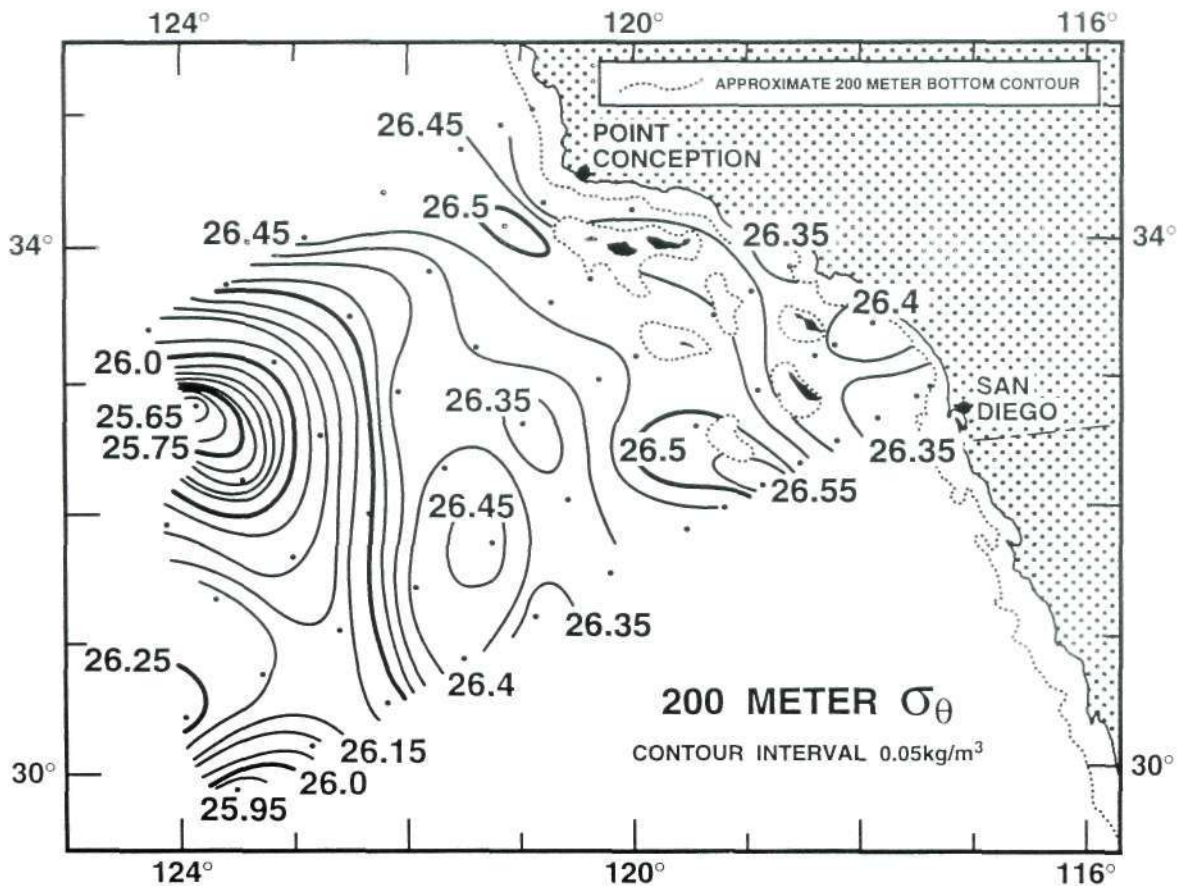 124° 120° 116°
APPROXIMATE 200 METER BOTTOM CONTOUR
26.45
POINT
CONCEPTION
26.5
26.45
26.35
34° 34°
26.4
26.0
26.35
SAN
DIEGO
25.65
25.75
26.5
26.35
26.55
26.45
26.35
26.25
26.4
200 METER σθ
26.15
CONTOUR INTERVAL 0.05kg/m³
30° 30°
26.0
25.95
124° 120° 116°